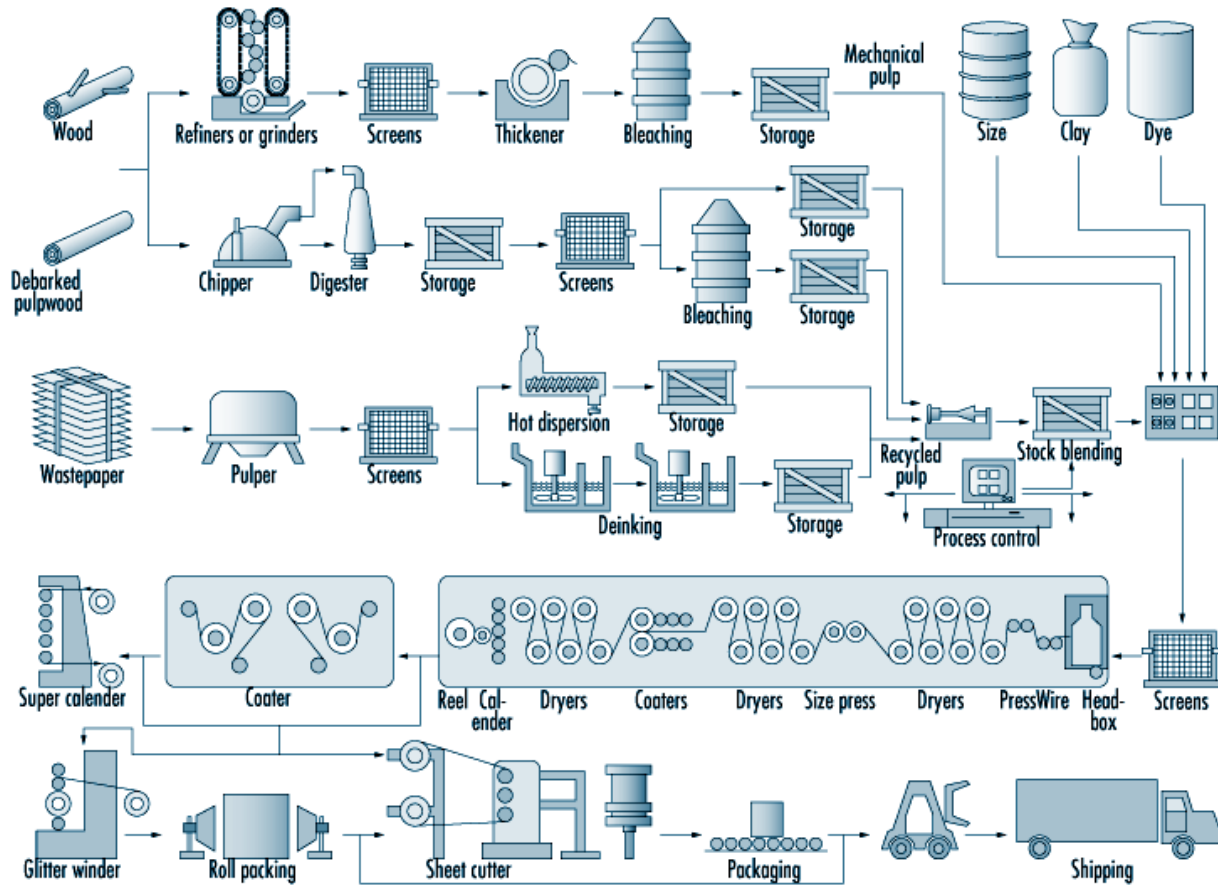 Mechanical
pulp
Wood
Refiners or grinders
Screens
Thickener
Bleaching
Storage
Size
Clay
Dye
Debarked
pulpwood
Chipper
Digester
Storage
Screens
Storage
Bleaching
Storage
Wastepaper
Pulper
Screens
Hot dispersion
Storage
Deinking
Storage
Recycled
pulp
Stock blending
Process control
Super calender
Coater
Reel
Cal-
ender
Dryers
Coaters
Dryers
Size press
Dryers
Press
Wire
Head-
box
Screens
Glitter winder
Roll packing
Sheet cutter
Packaging
Shipping